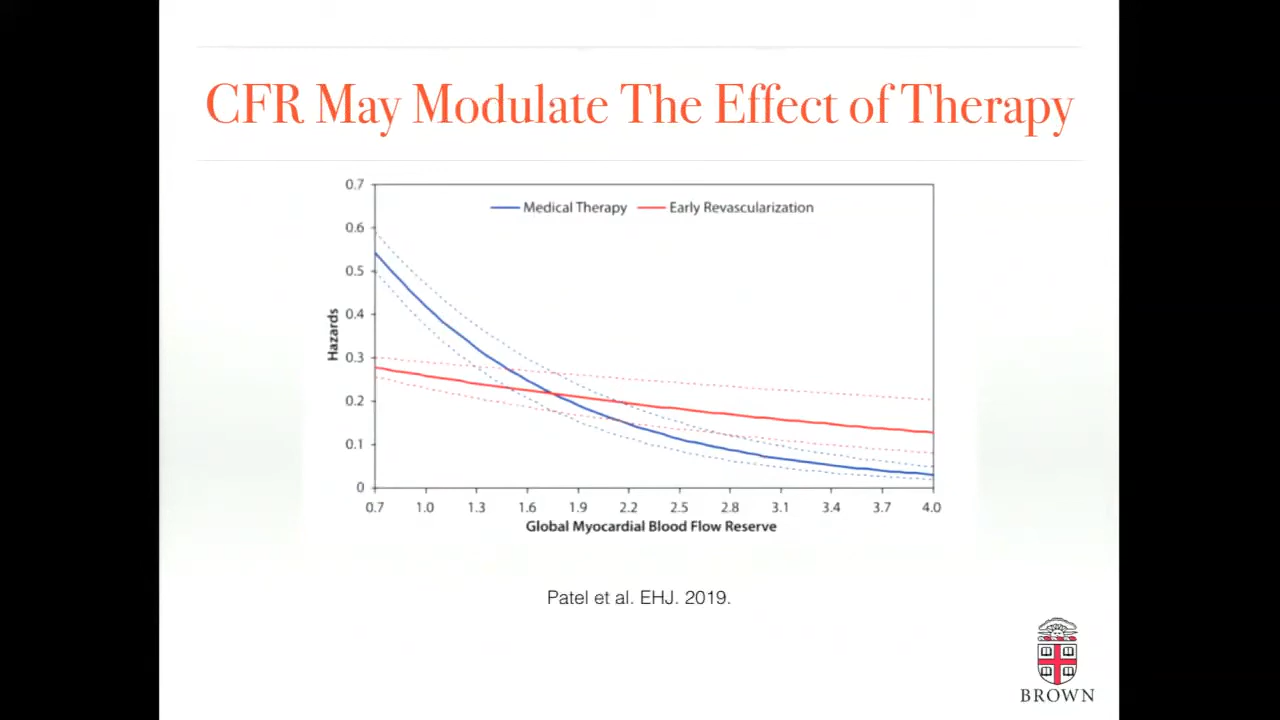 CFR May Modulate The Effect of Therapy
Medical Therapy
Early Revascularization
0.7
0.6
0.5
0.4
0.3
0.2
0.1
0
Hazards
0.7 1.0 1.3 1.6 1.9 2.2 2.5 2.8 3.1 3.4 3.7 4.0
Global Myocardial Blood Flow Reserve
Patel et al. EHJ. 2019.
BROWN